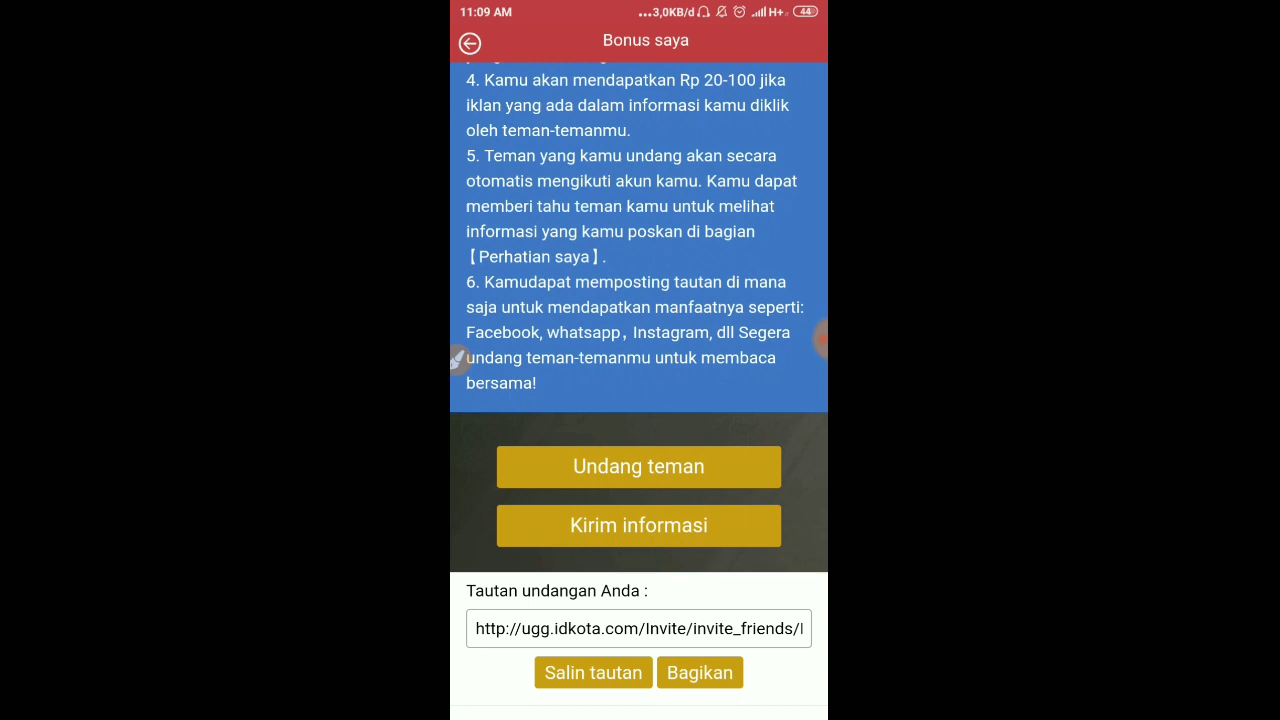 11:09 AM
...3,0KB/d
H+
44
Bonus saya
4. Kamu akan mendapatkan Rp 20-100 jika
iklan yang ada dalam informasi kamu diklik
oleh teman-temanmu.
5. Teman yang kamu undang akan secara
otomatis mengikuti akun kamu. Kamu dapat
memberi tahu teman kamu untuk melihat
informasi yang kamu poskan di bagian
【Perhatian saya】.
6. Kamudapat memposting tautan di mana
saja untuk mendapatkan manfaatnya seperti:
Facebook, whatsapp，Instagram, dll Segera
undang teman-temanmu untuk membaca
bersama!
Undang teman
Kirim informasi
Tautan undangan Anda :
http://ugg.idkota.com/Invite/invite_friends/
Salin tautan
Bagikan